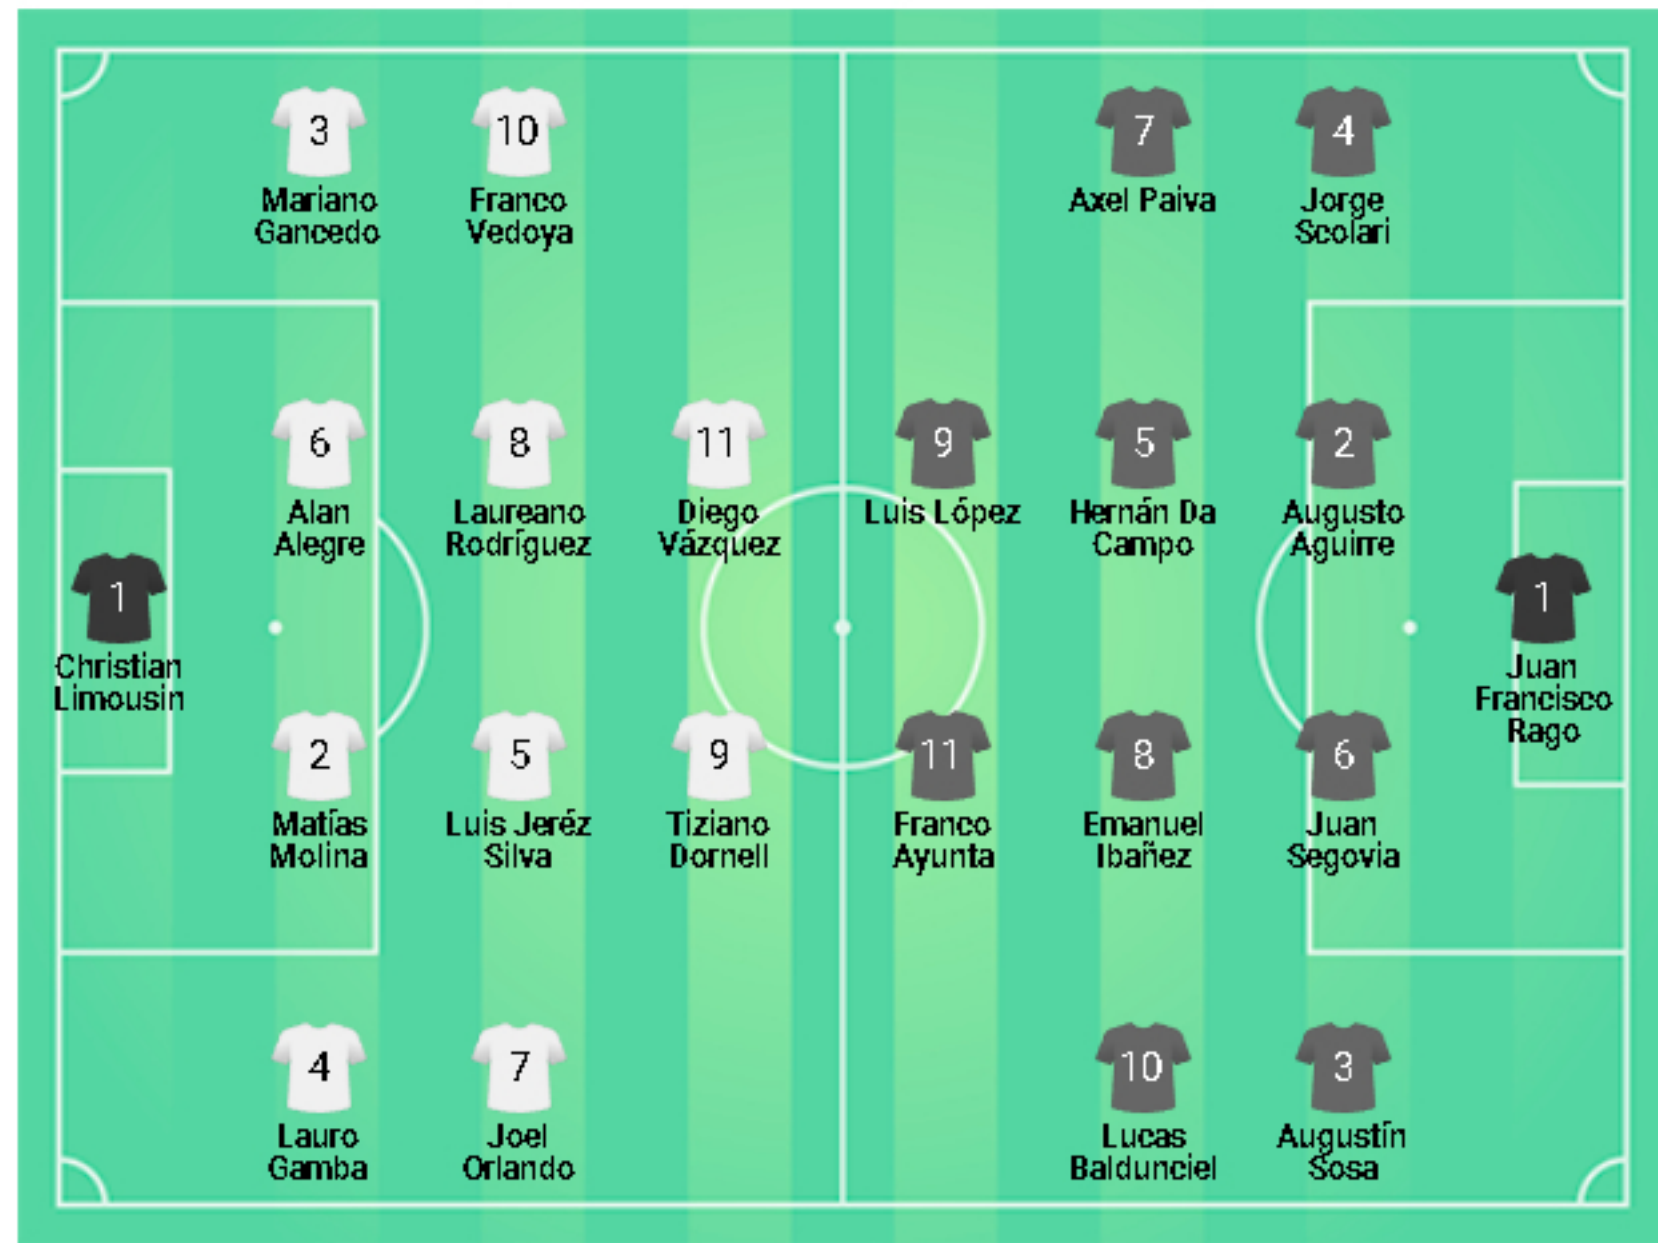 3
Mariano
Gancedo
10
Franco
Vedoya
7
Axel Paiva
4
Jorge
Scolari
6
Alan
Alegre
8
Laureano
Rodríguez
11
Diego
Vázquez
9
Luis López
5
Hernán Da
Campo
2
Augusto
Aguirre
1
Christian
Limousin
1
Juan
Francisco
Rago
2
Matías
Molina
5
Luis Jeréz
Silva
9
Tiziano
Dornell
11
Franco
Ayunta
8
Emanuel
Ibañez
6
Juan
Segovia
4
Lauro
Gamba
7
Joel
Orlando
10
Lucas
Baldunciel
3
Augustín
Sosa